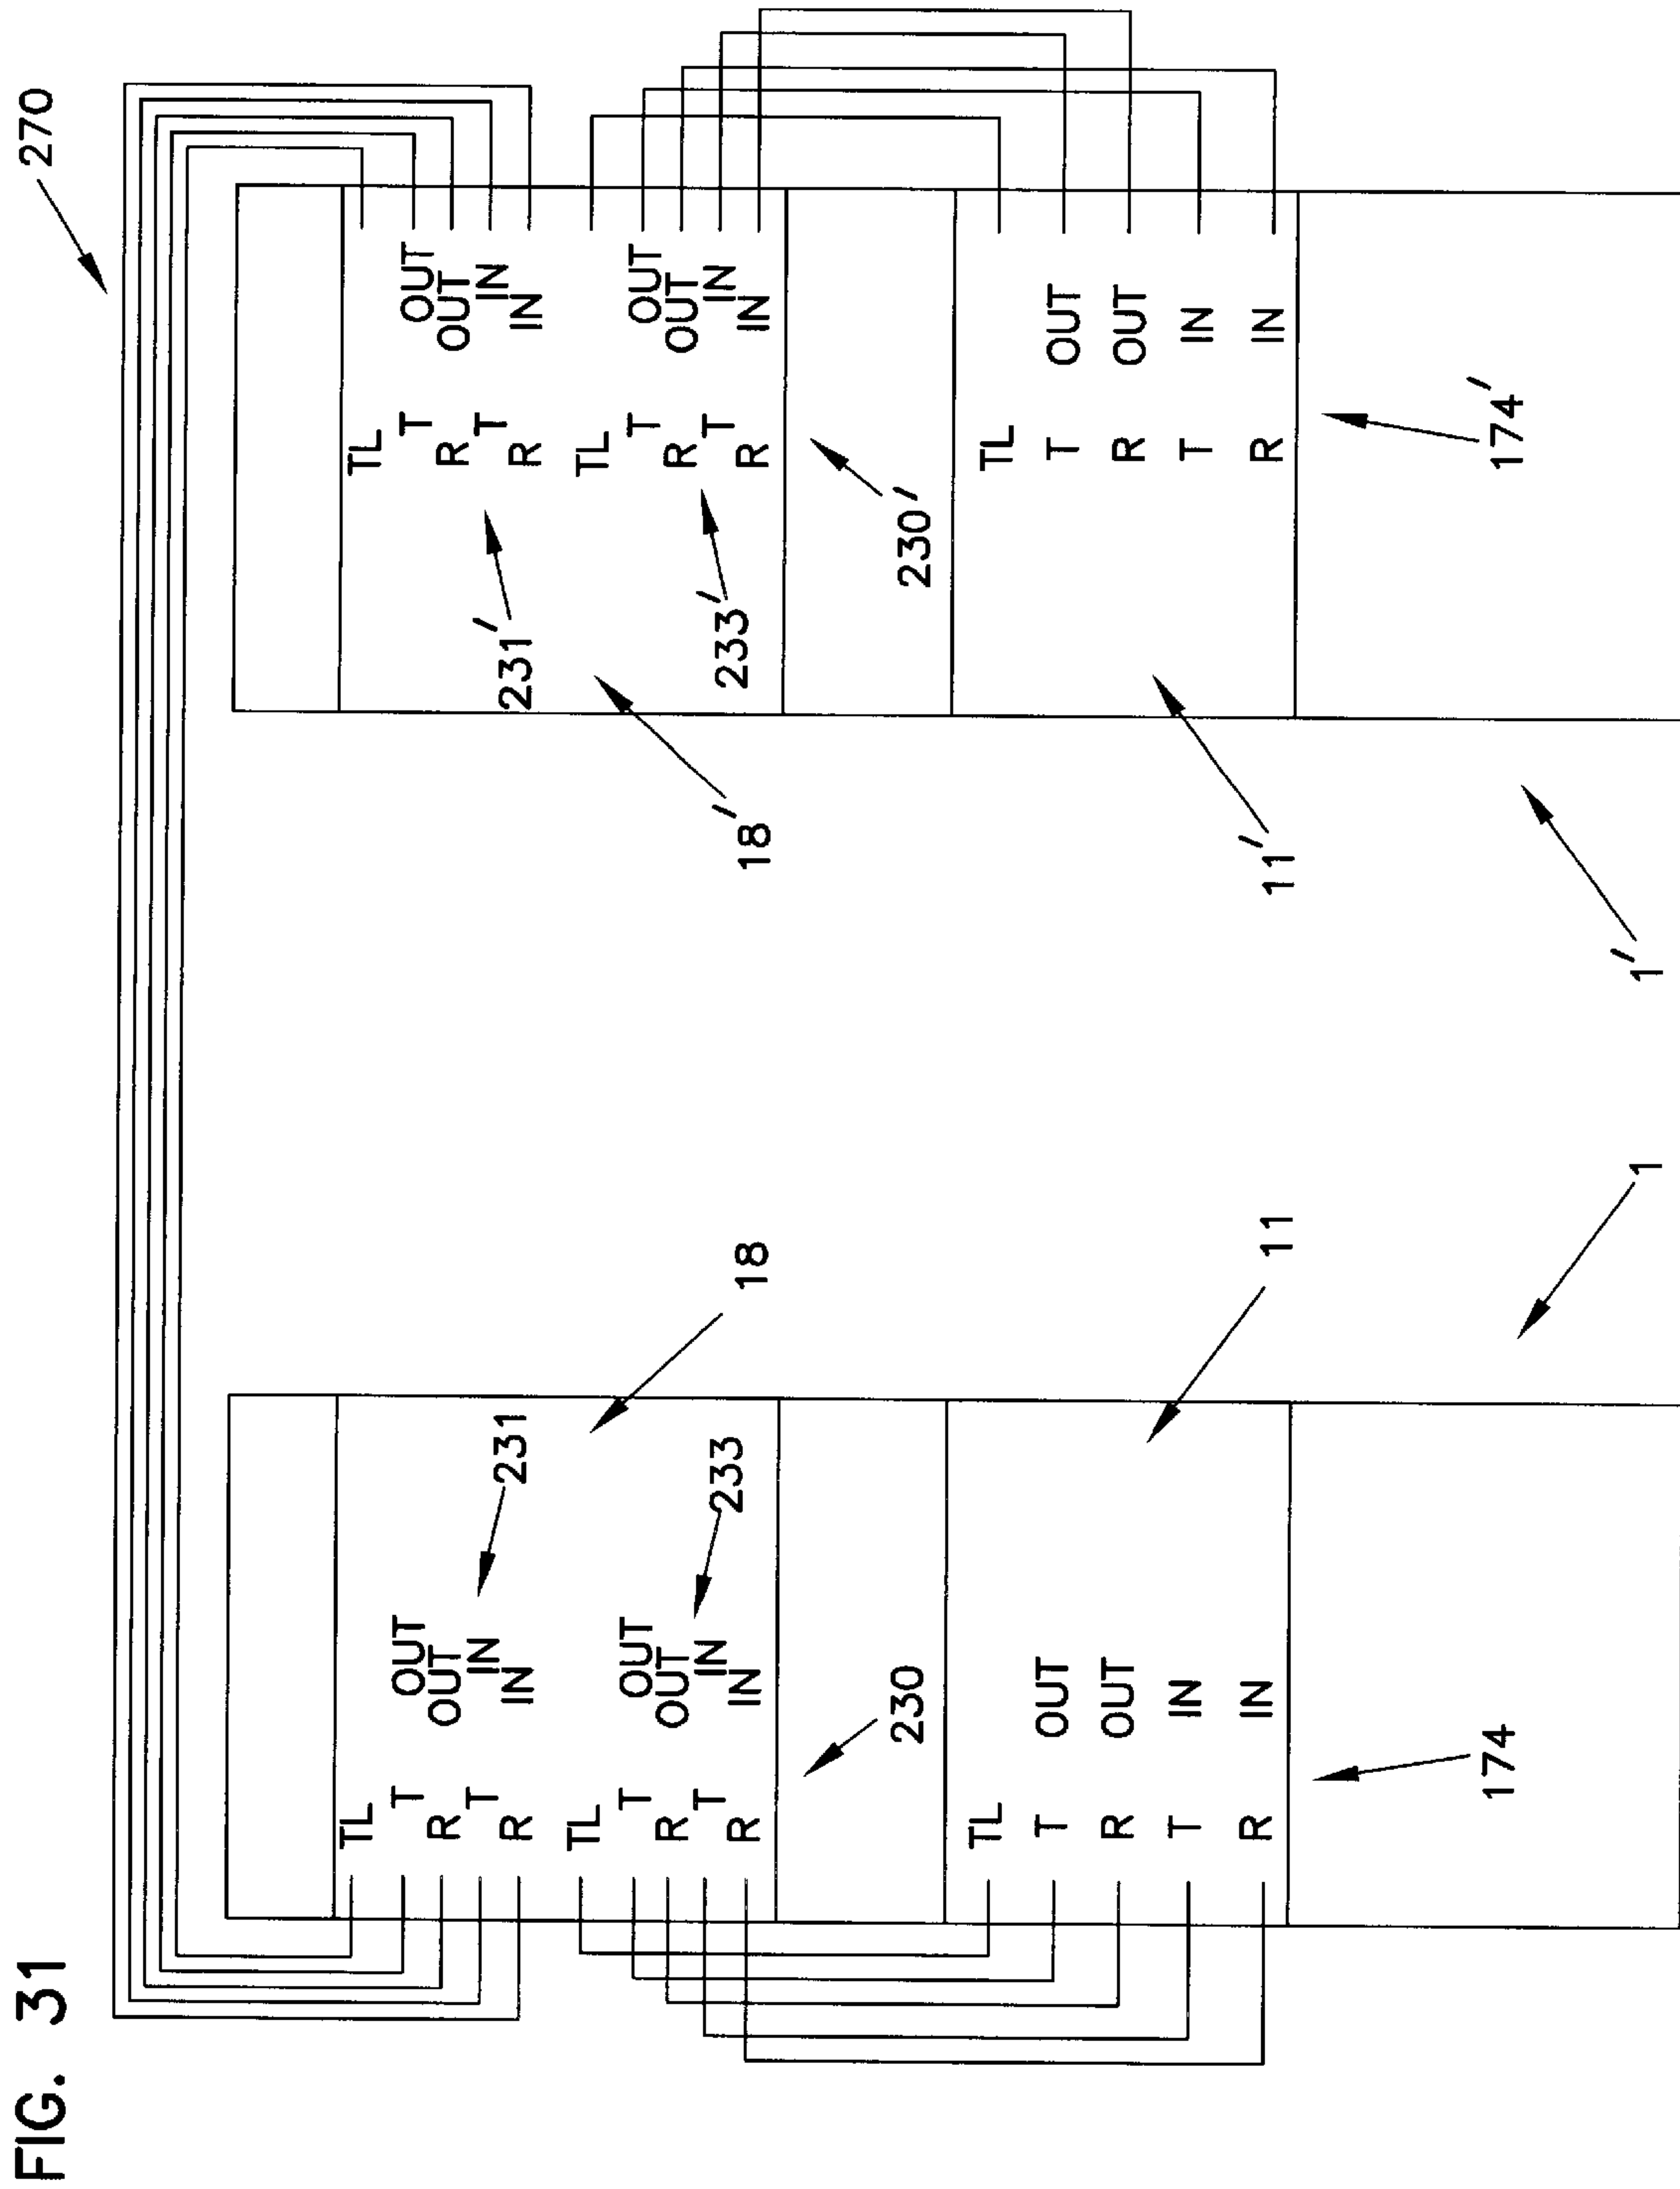 FIG. 31
270
TL
T OUT
R OUT
T IN
R IN
231
TL
T OUT
R OUT
T IN
R IN
233
18
230
TL
T OUT
R OUT
T IN
R IN
11
174
1
231'
TL
T OUT
R OUT
T IN
R IN
233'
TL
T OUT
R OUT
T IN
R IN
18'
230'
TL
T OUT
R OUT
T IN
R IN
11'
174'
1'